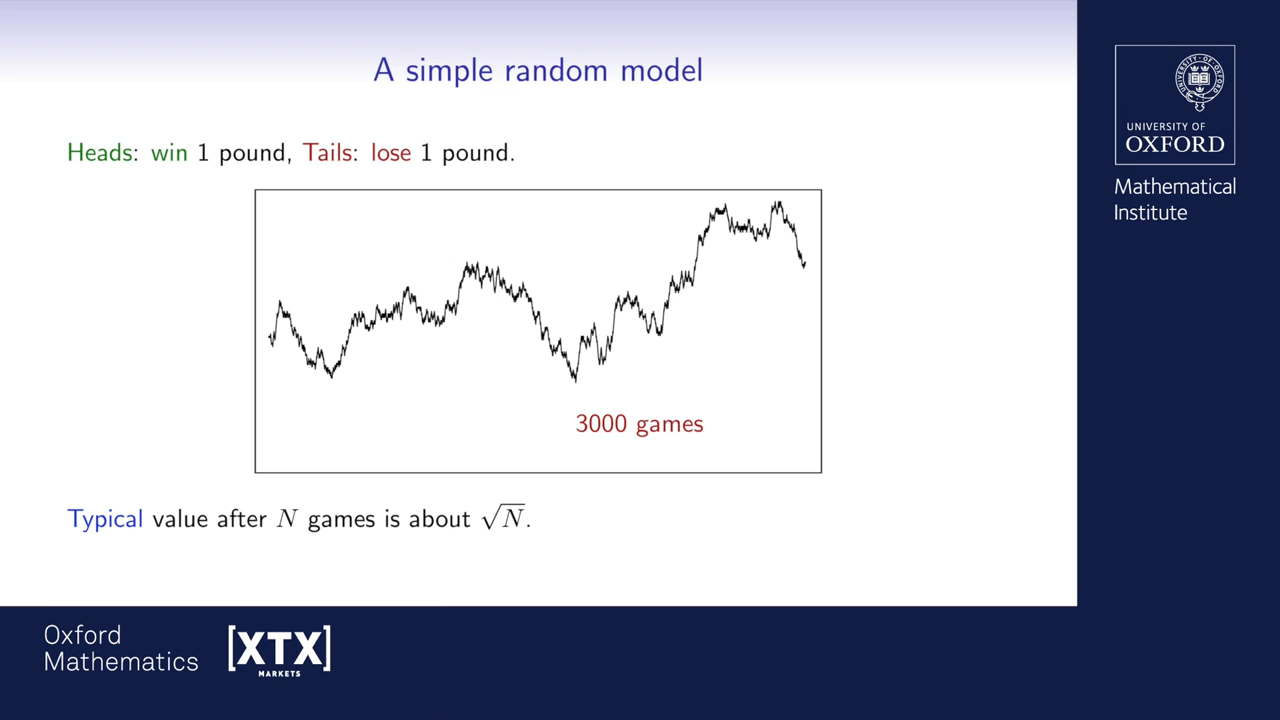 A simple random model
Heads: win 1 pound, Tails: lose 1 pound.
3000 games
Typical value after N games is about √N.
UNIVERSITY OF
OXFORD
Mathematical
Institute
Oxford
Mathematics
[XTX]
MARKETS